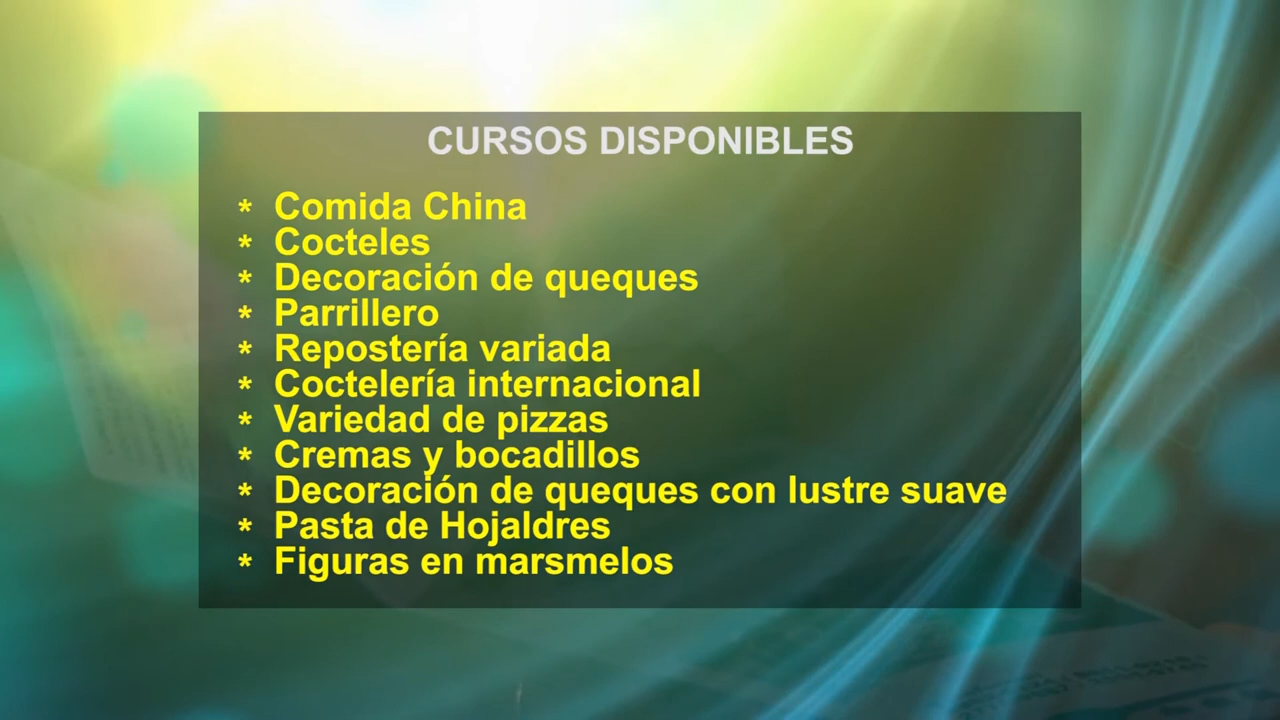 CURSOS DISPONIBLES
* Comida China
* Cocteles
* Decoración de queques
* Parrillero
* Repostería variada
* Coctelería internacional
* Variedad de pizzas
* Cremas y bocadillos
* Decoración de queques con lustre suave
* Pasta de Hojaldres
* Figuras en marsmelos